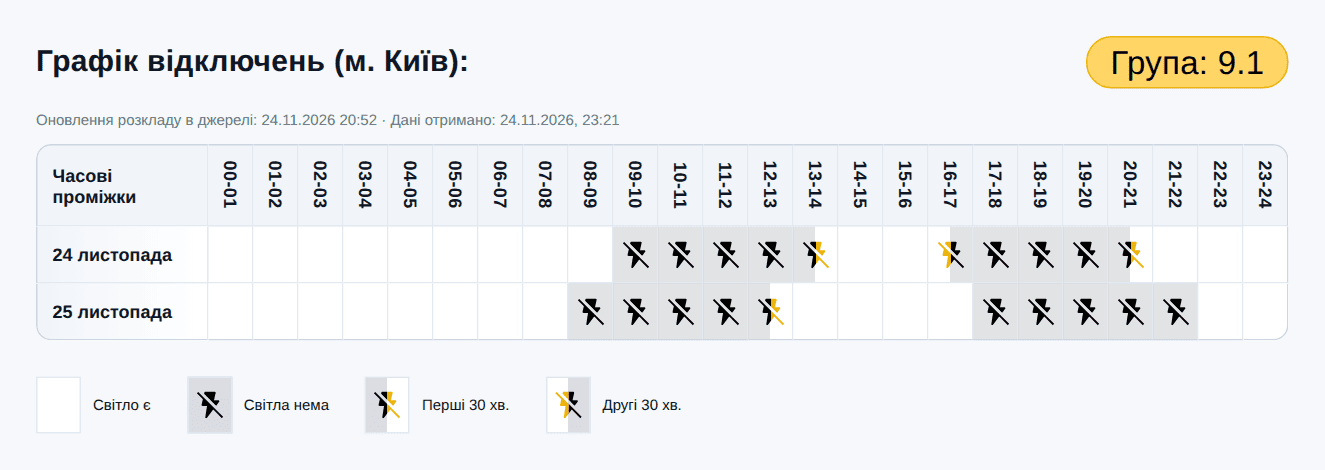 Графік відключень (м. Київ):
Група: 9.1
Оновлення розкладу в джерелі: 24.11.2026 20:52 · Дані отримано: 24.11.2026, 23:21
Часові
проміжки
00-01
01-02
02-03
03-04
04-05
05-06
06-07
07-08
08-09
09-10
10-11
11-12
12-13
13-14
14-15
15-16
16-17
17-18
18-19
19-20
20-21
21-22
22-23
23-24
24 листопада
25 листопада
Світло є
Світла нема
Перші 30 хв.
Другі 30 хв.